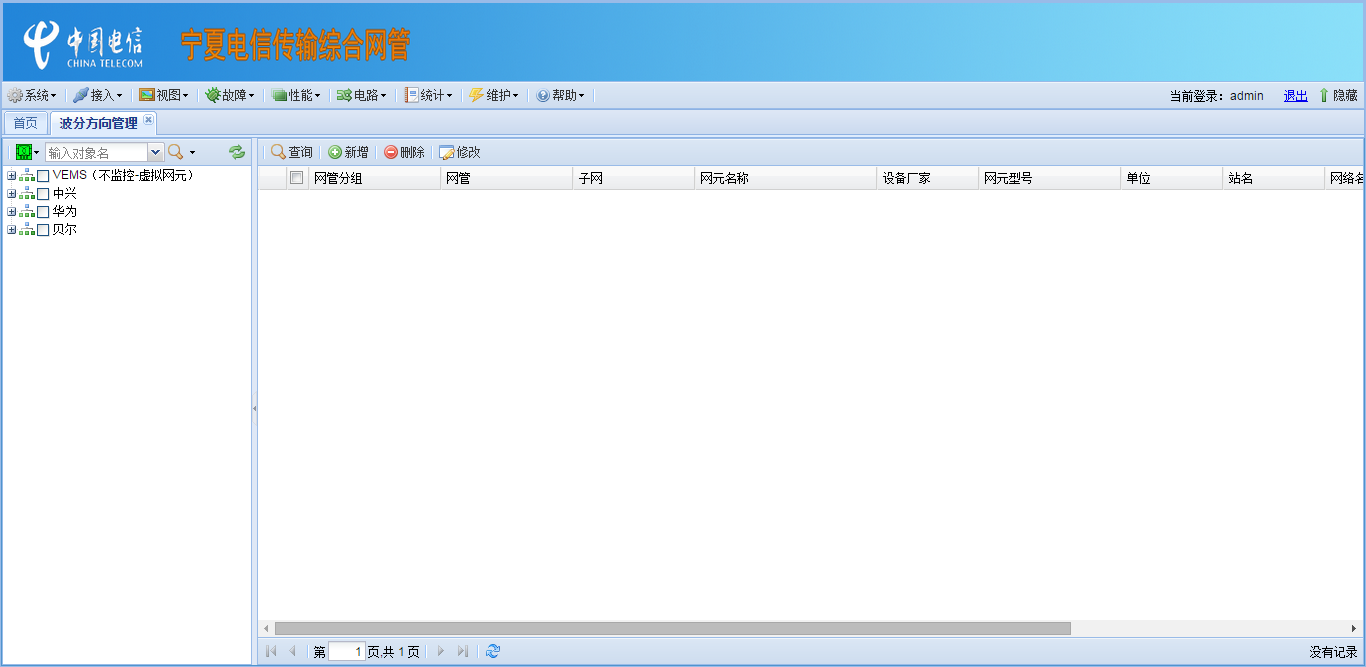 中国电信
CHINA TELECOM
宁夏电信传输综合网管
系统 接入 视图 故障 性能 电路 统计 维护 帮助 当前登录：admin 退出 隐藏
首页 波分方向管理
输入对象名 查询 新增 删除 修改
网管分组 网管 子网 网元名称 设备厂家 网元型号 单位 站名 网络名
VEMS（不监控-虚拟网元）
中兴
华为
贝尔
第 1 页,共 1 页 没有记录